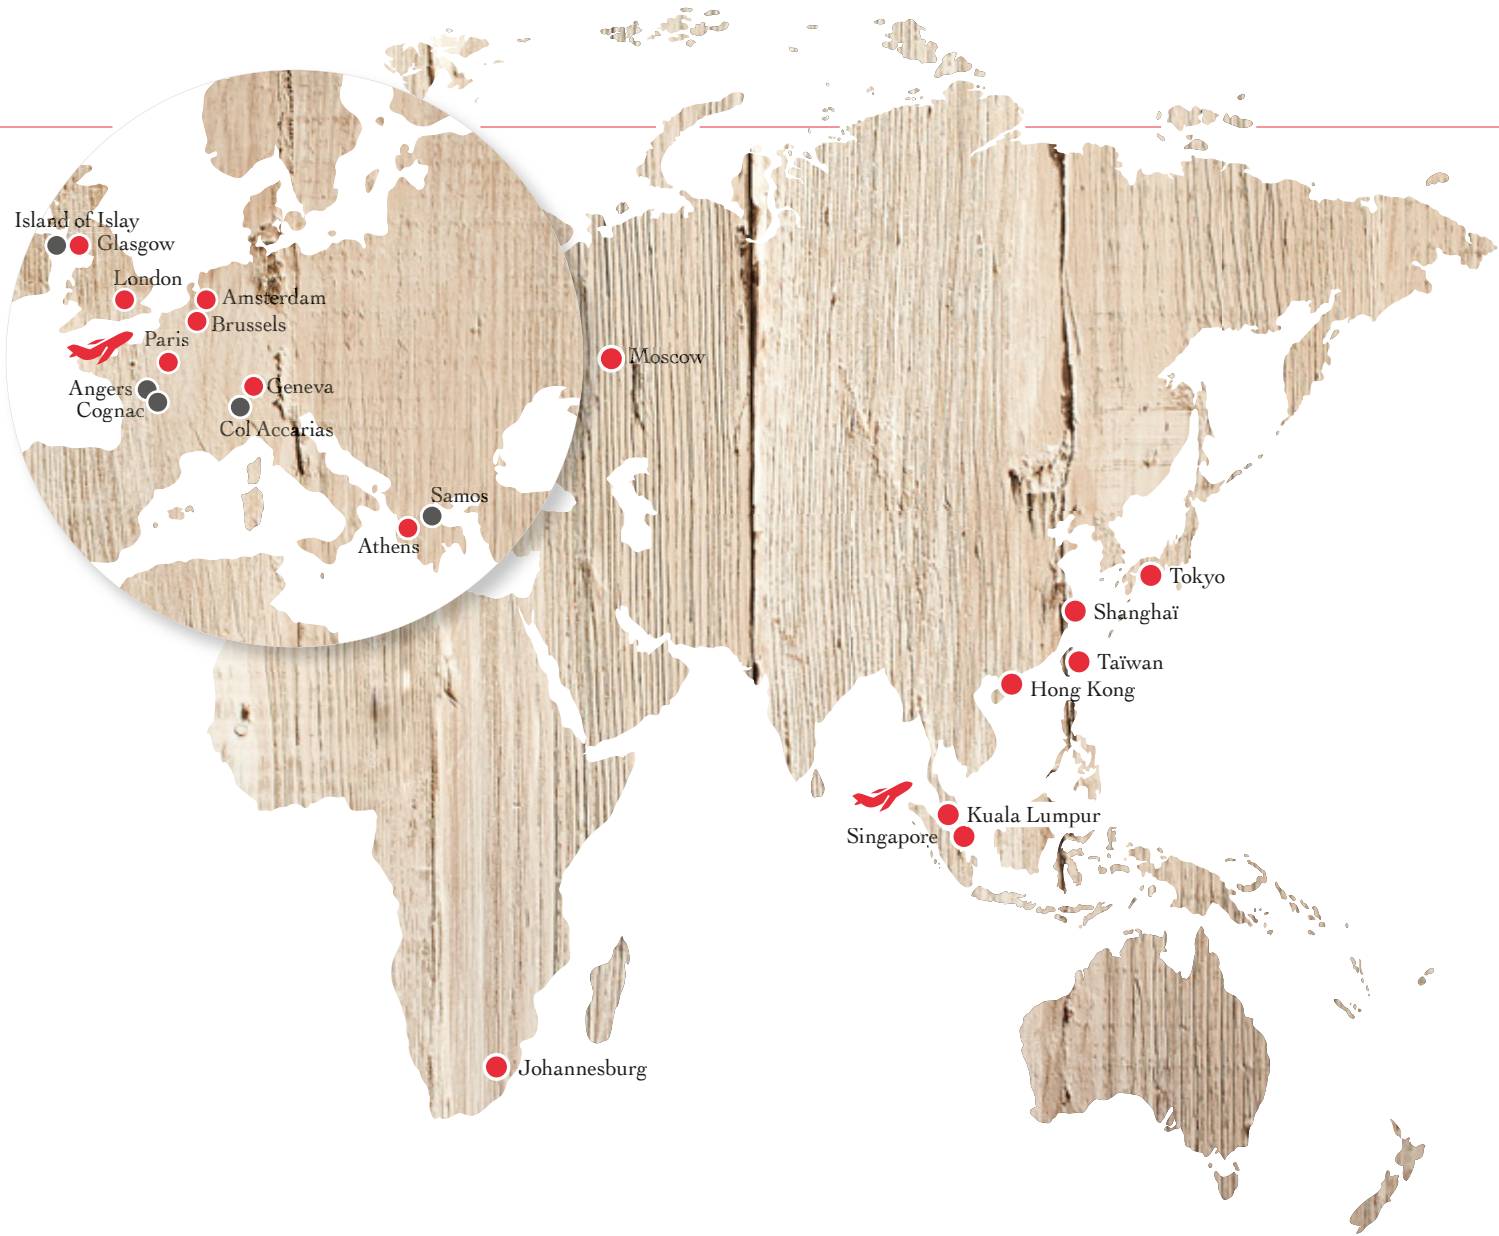 Island of Islay
Glasgow
London
Amsterdam
Brussels
Paris
Moscow
Angers
Geneva
Cognac
Col Accarias
Samos
Athens
Tokyo
Shanghaï
Taïwan
Hong Kong
Kuala Lumpur
Singapore
Johannesburg